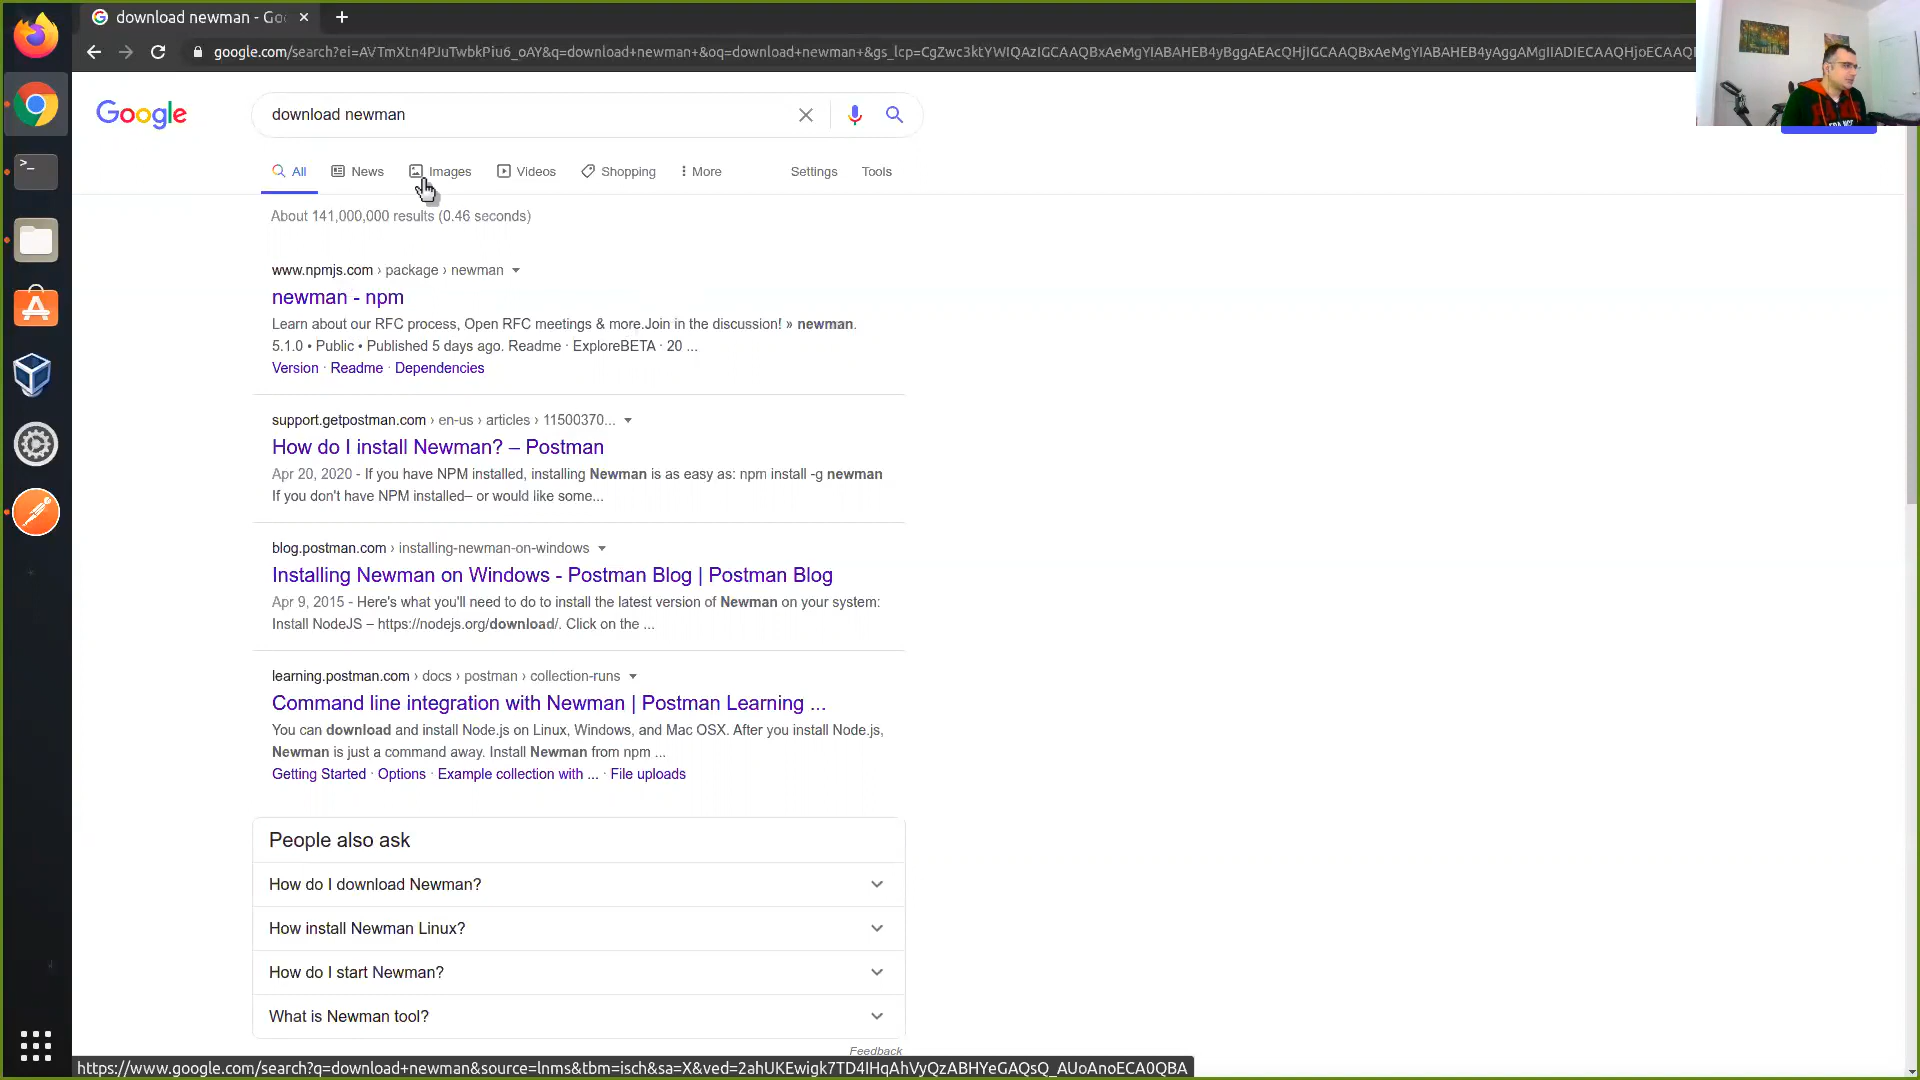 download newman - Go
google.com/search?ei=AVTmXtn4PJuTwbkPiu6_oAY&q=download+newman+&oq=download+newman+&gs_lcp=CgZwc3ktYWIQAzIGCAAQBxAeMgYIABAHEB4yBggAEAcQHjIGCAAQBxAeMgYIABAHEB4yAggAMgIIADIECAAQHjoECAAQ
Google
download newman
All News Images Videos Shopping More Settings Tools
About 141,000,000 results (0.46 seconds)
www.npmjs.com › package › newman
newman - npm
Learn about our RFC process, Open RFC meetings & more.Join in the discussion! » newman.
5.1.0 • Public • Published 5 days ago. Readme · ExploreBETA · 20 ...
Version · Readme · Dependencies
support.getpostman.com › en-us › articles › 11500370...
How do I install Newman? – Postman
Apr 20, 2020 - If you have NPM installed, installing Newman is as easy as: npm install -g newman
If you don't have NPM installed– or would like some...
blog.postman.com › installing-newman-on-windows
Installing Newman on Windows - Postman Blog | Postman Blog
Apr 9, 2015 - Here's what you'll need to do to install the latest version of Newman on your system:
Install NodeJS – https://nodejs.org/download/. Click on the ...
learning.postman.com › docs › postman › collection-runs
Command line integration with Newman | Postman Learning ...
You can download and install Node.js on Linux, Windows, and Mac OSX. After you install Node.js,
Newman is just a command away. Install Newman from npm ...
Getting Started · Options · Example collection with ... · File uploads
People also ask
How do I download Newman?
How install Newman Linux?
How do I start Newman?
What is Newman tool?
Feedback
https://www.google.com/search?q=download+newman&source=lnms&tbm=isch&sa=X&ved=2ahUKEwigk7TD4IHqAhVyQzABHYeGAQsQ_AUoAnoECA0QBA